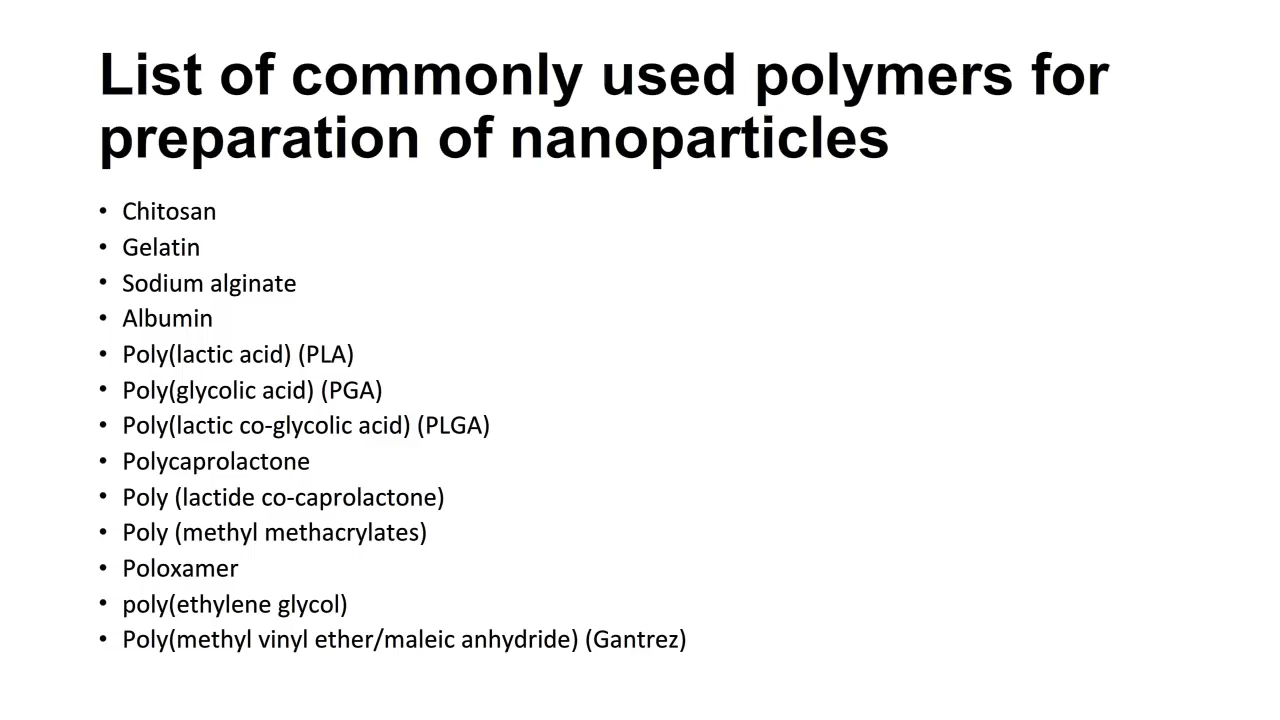 List of commonly used polymers for
preparation of nanoparticles
• Chitosan
• Gelatin
• Sodium alginate
• Albumin
• Poly(lactic acid) (PLA)
• Poly(glycolic acid) (PGA)
• Poly(lactic co-glycolic acid) (PLGA)
• Polycaprolactone
• Poly (lactide co-caprolactone)
• Poly (methyl methacrylates)
• Poloxamer
• poly(ethylene glycol)
• Poly(methyl vinyl ether/maleic anhydride) (Gantrez)